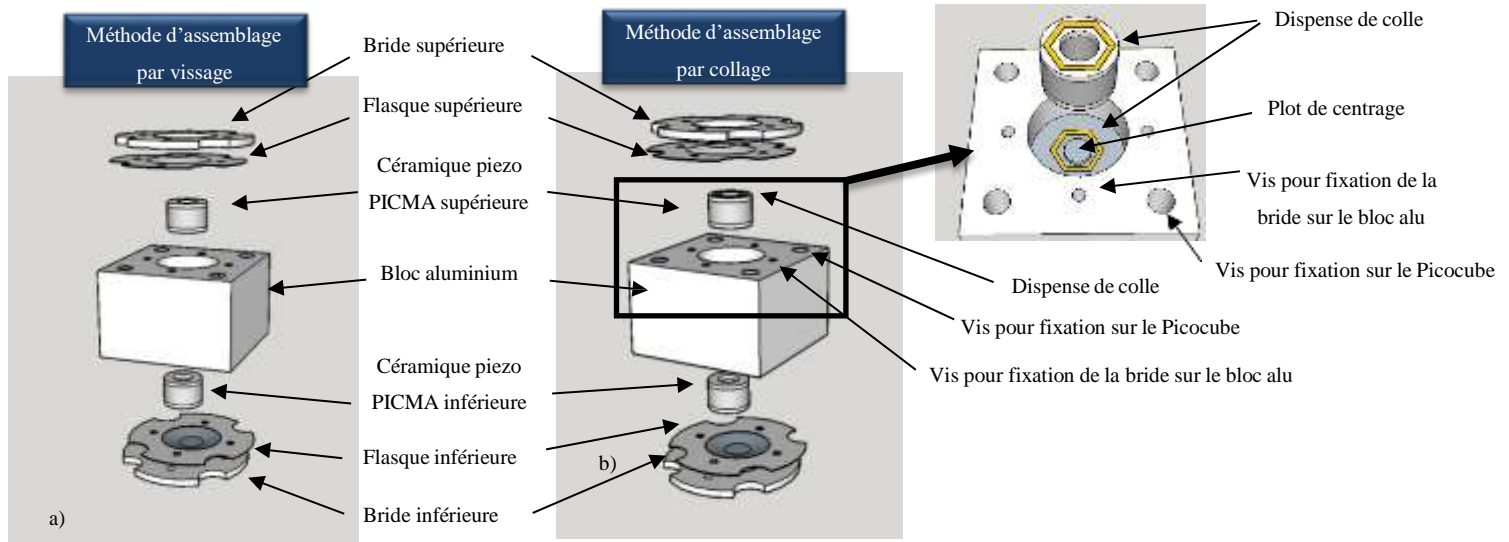 Méthode d'assemblage
par vissage
Bride supérieure
Flasque supérieure
Céramique piezo
PICMA supérieure
Bloc aluminium
Céramique piezo
PICMA inférieure
Flasque inférieure
Bride inférieure
a)
Méthode d'assemblage
par collage
b)
Dispense de colle
Plot de centrage
Vis pour fixation de la
bride sur le bloc alu
Vis pour fixation sur le Picocube
Dispense de colle
Vis pour fixation sur le Picocube
Vis pour fixation de la bride sur le bloc alu